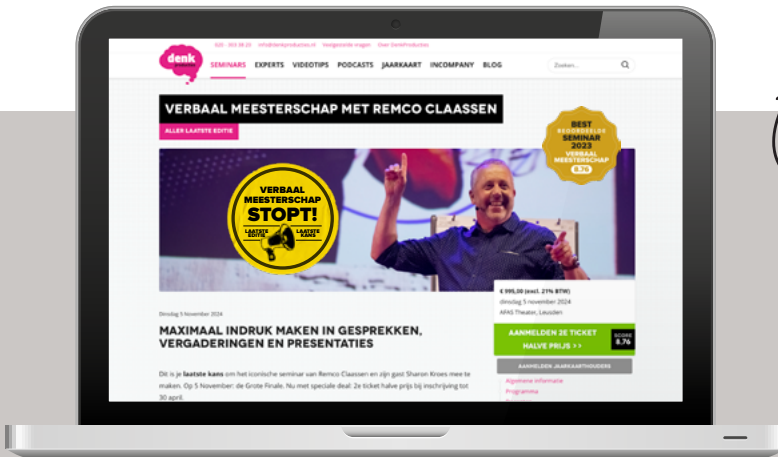 020 - 363 38 20 info@denkproducties.nl Veelgestelde vragen Over DenkProducties
denk
producties
SEMINARS EXPERTS VIDEOTIPS PODCASTS JAARKAART INCOMPANY BLOG
Zoeken...
VERBAAL MEESTERSCHAP MET REMCO CLAASSEN
ALLER LAATSTE EDITIE
BEST
BEOORDEELDE
SEMINAR
2023
VERBAAL
MEESTERSCHAP
8.76
VERBAAL
MEESTERSCHAP
STOPT!
LAATSTE EDITIE
LAATSTE KANS
€ 995,00 (excl. 21% BTW)
dinsdag 5 november 2024
AFAS Theater, Leusden
AANMELDEN 2E TICKET
HALVE PRIJS >>
SCORE
8.76
AANMELDEN JAARKAARTHOUDERS
Algemene informatie
Programma
Dinsdag 5 November 2024
MAXIMAAL INDRUK MAKEN IN GESPREKKEN,
VERGADERINGEN EN PRESENTATIES
Dit is je laatste kans om het iconische seminar van Remco Claassen en zijn gast Sharon Kroes mee te
maken. Op 5 November: de Grote Finale. Nu met speciale deal: 2e ticket halve prijs bij inschrijving tot
30 april.